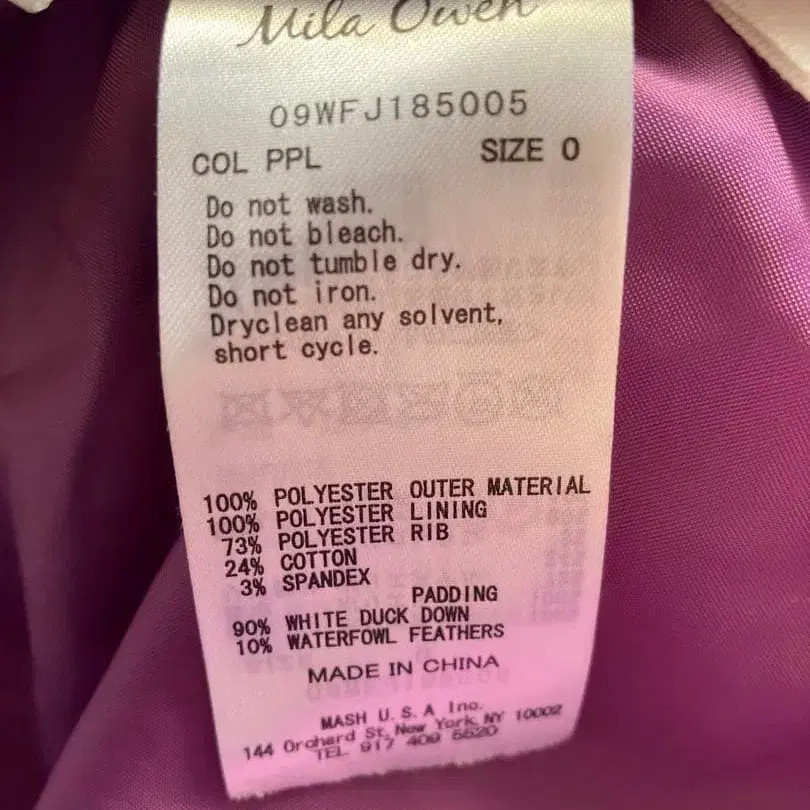 Mila Owen
09WFJ185005
COL PPL SIZE 0
Do not wash.
Do not bleach.
Do not tumble dry.
Do not iron.
Dryclean any solvent,
short cycle.
100% POLYESTER OUTER MATERIAL
100% POLYESTER LINING
73% POLYESTER RIB
24% COTTON
3% SPANDEX
PADDING
90% WHITE DUCK DOWN
10% WATERFOWL FEATHERS
MADE IN CHINA
MASH U.S.A Inc.
144 Orchard St, New York, NY 10002
TEL 917 409 5520